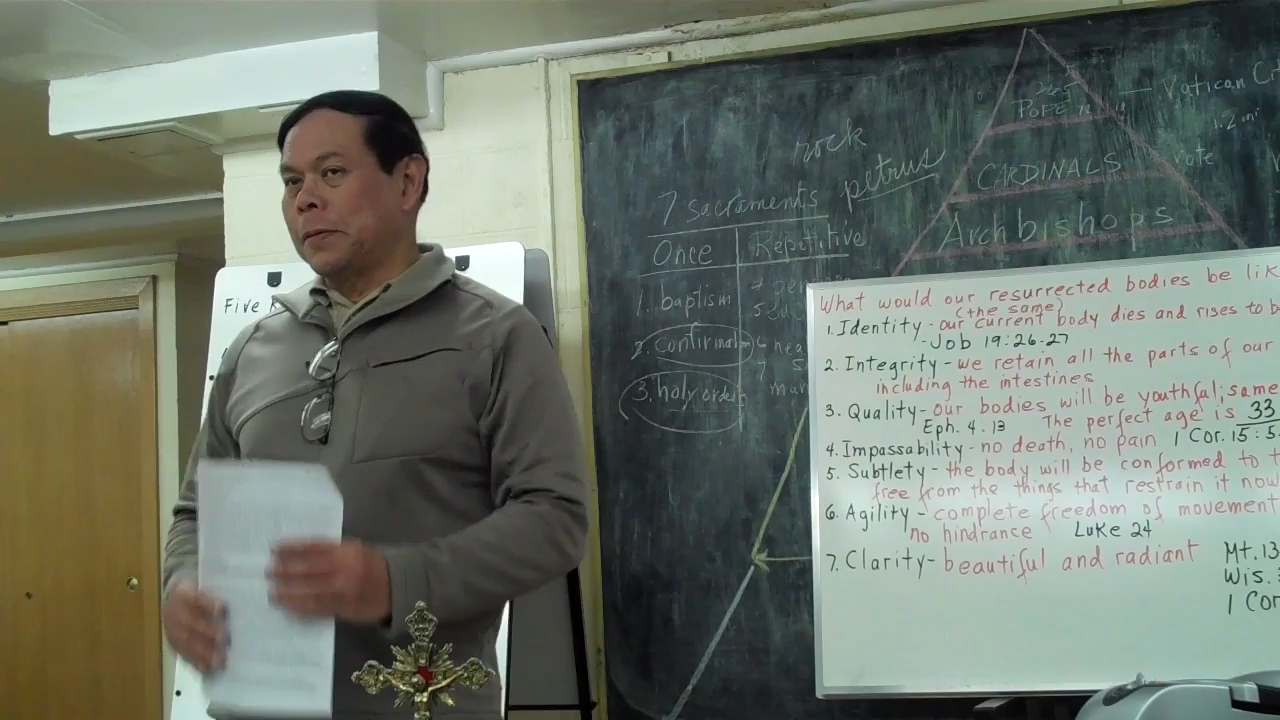 Five
rock
petrus
7 sacraments
Once | Repetitive
1. baptism
2. confirmation
3. holy orders
Pope
Vatican
CARDINALS
Vote
Archbishops
What would our resurrected bodies be lik
(the same)
1. Identity - our current body dies and rises to b
- Job 19:26-27
2. Integrity - we retain all the parts of our
including the intestines
3. Quality - our bodies will be youthful; same
Eph. 4:13 The perfect age is 33
4. Impassability - no death, no pain 1 Cor. 15:5
5. Subtlety - the body will be conformed to t
free from the things that restrain it now
6. Agility - complete freedom of movement
no hindrance Luke 24
7. Clarity - beautiful and radiant Mt. 13
Wis. 3
1 Cor